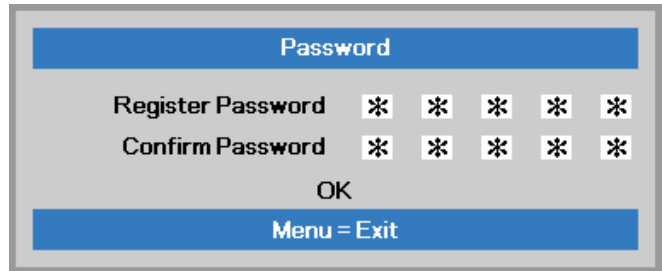 Password
Register Password * * * * *
Confirm Password * * * * *
OK
Menu = Exit